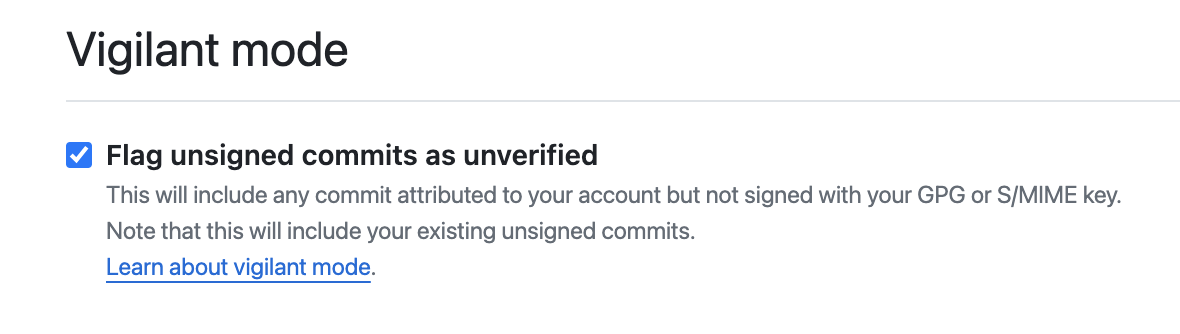 Vigilant mode
Flag unsigned commits as unverified
This will include any commit attributed to your account but not signed with your GPG or S/MIME key.
Note that this will include your existing unsigned commits.
Learn about vigilant mode.